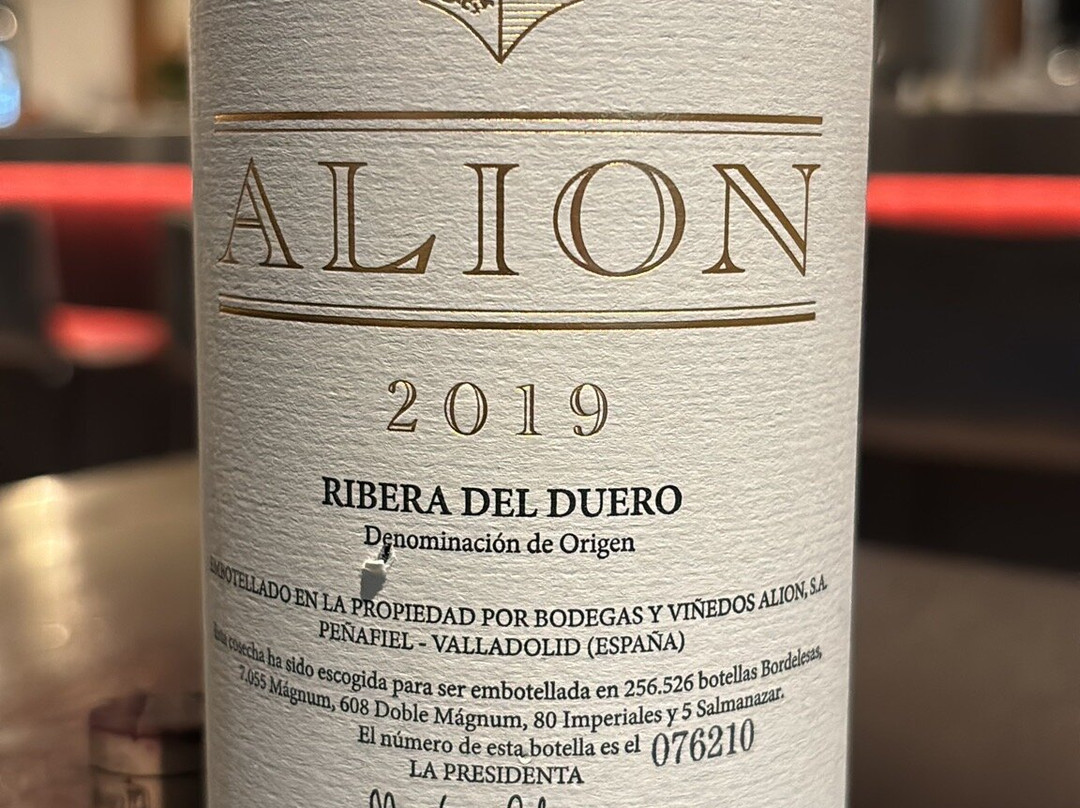 ALION
2019
RIBERA DEL DUERO
Denominación de Origen
EMBOTELLADO EN LA PROPIEDAD POR BODEGAS Y VIÑEDOS ALION, S.A.
PEÑAFIEL - VALLADOLID (ESPAÑA)
Esta cosecha ha sido escogida para ser embotellada en 256.526 botellas Bordelesas,
7.055 Mágnum, 608 Doble Mágnum, 80 Imperiales y 5 Salmanazar.
El número de esta botella es el 076210
LA PRESIDENTA